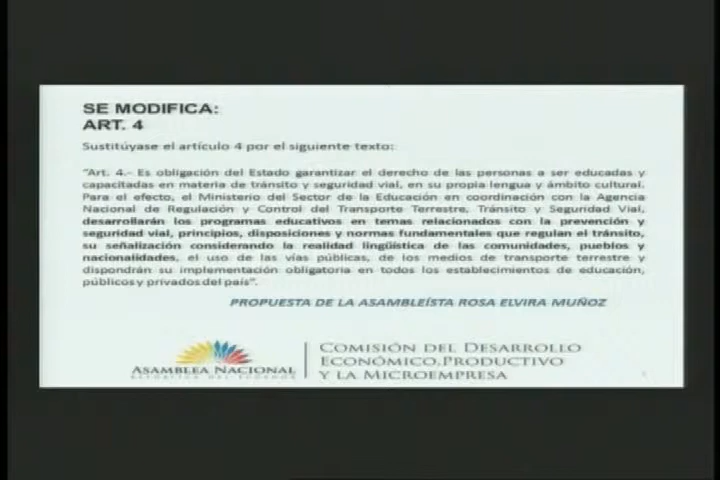 SE MODIFICA:
ART. 4
Sustitúyase el artículo 4 por el siguiente texto:
"Art. 4.- Es obligación del Estado garantizar el derecho de las personas a ser educadas y
capacitadas en materia de tránsito y seguridad vial, en su propia lengua y ámbito cultural.
Para el efecto, el Ministerio del Sector de la Educación en coordinación con la Agencia
Nacional de Regulación y Control del Transporte Terrestre, Tránsito y Seguridad Vial,
desarrollarán los programas educativos en temas relacionados con la prevención y
seguridad vial, principios, disposiciones y normas fundamentales que regulan el tránsito,
su señalización considerando la realidad lingüística de las comunidades, pueblos y
nacionalidades, el uso de las vías públicas, de los medios de transporte terrestre y
dispondrán su implementación obligatoria en todos los establecimientos de educación,
públicos y privados del país".
PROPUESTA DE LA ASAMBLEÍSTA ROSA ELVIRA MUÑOZ
ASAMBLEA NACIONAL
REPÚBLICA DEL ECUADOR
COMISIÓN DEL DESARROLLO
ECONÓMICO, PRODUCTIVO
Y LA MICROEMPRESA